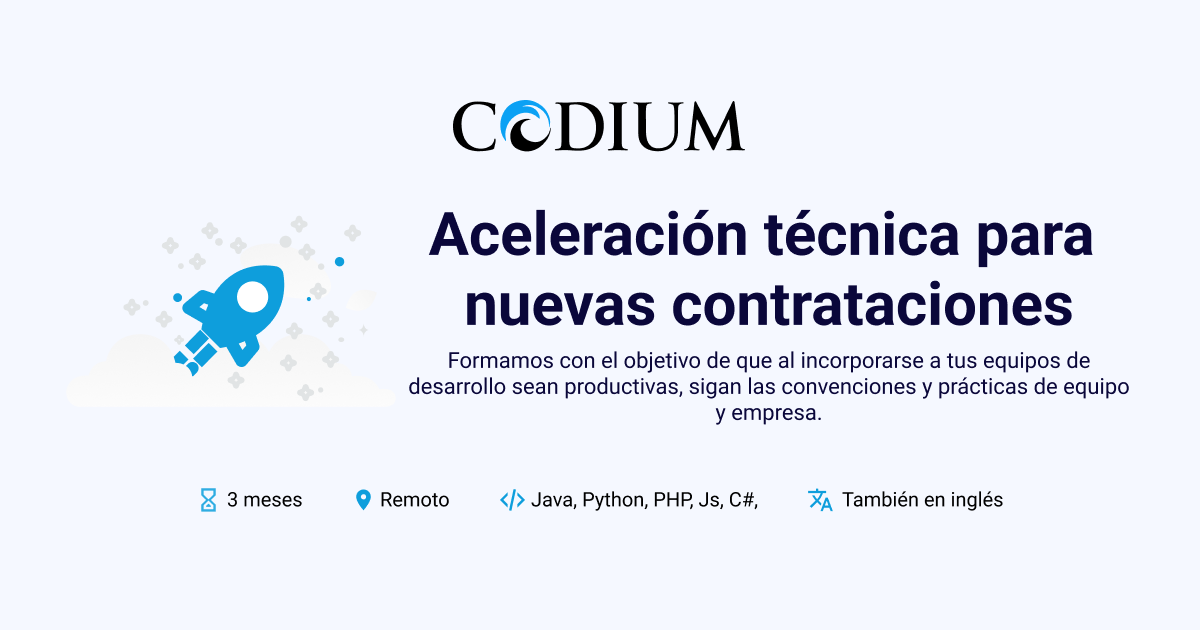 CODIUM
Aceleración técnica para
nuevas contrataciones
Formamos con el objetivo de que al incorporarse a tus equipos de
desarrollo sean productivas, sigan las convenciones y prácticas de equipo
y empresa.
3 meses
Remoto
Java, Python, PHP, Js, C#,
También en inglés